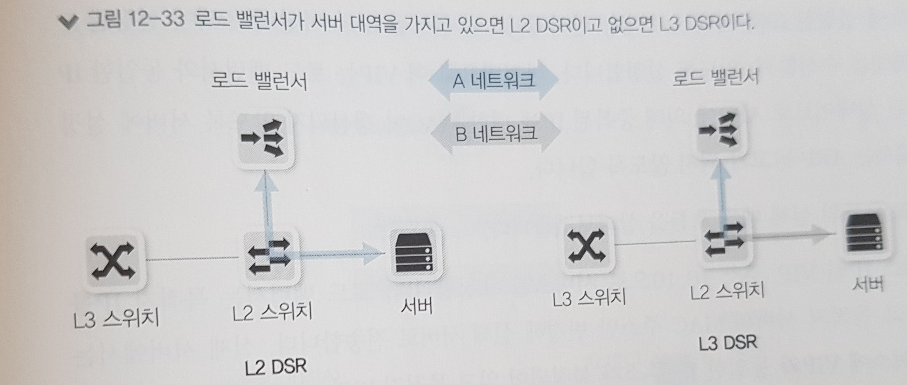 그림 12-33 로드 밸런서가 서버 대역을 가지고 있으면 L2 DSR이고 없으면 L3 DSR이다.
로드 밸런서
A 네트워크
B 네트워크
로드 밸런서
L3 스위치
L2 스위치
서버
L2 DSR
L3 스위치
L2 스위치
서버
L3 DSR